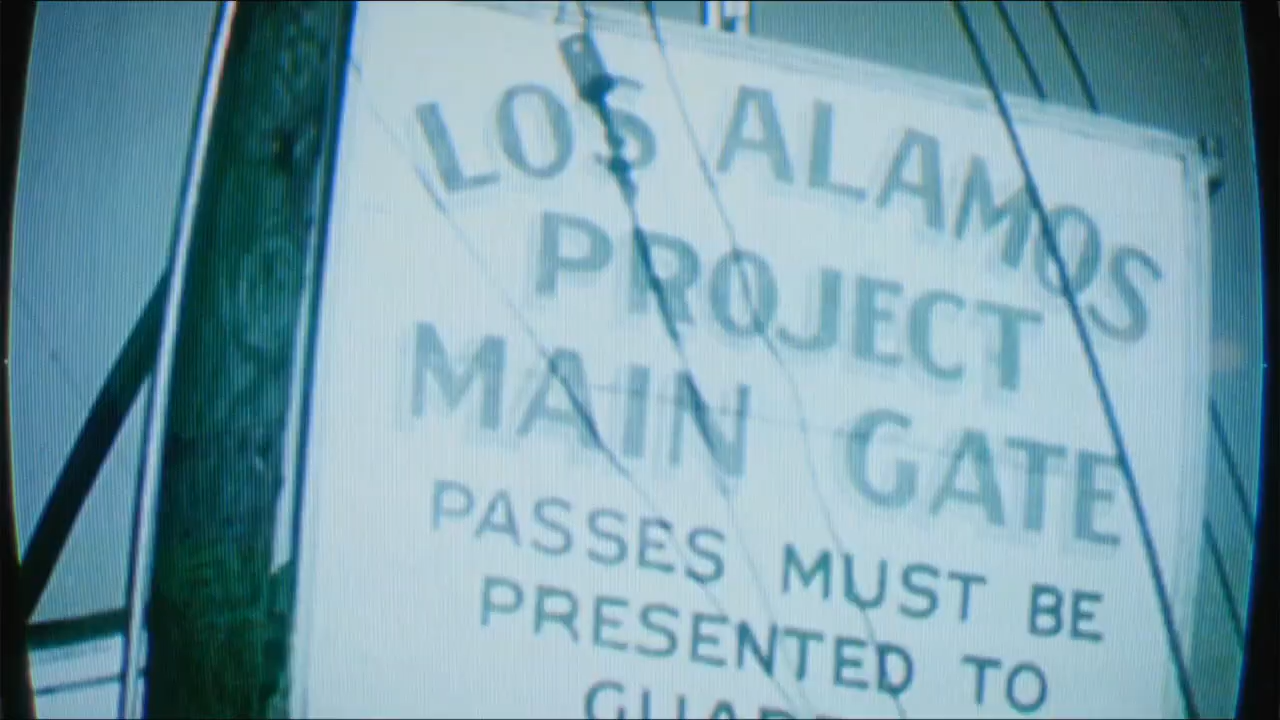 LOS ALAMOS
PROJECT
MAIN GATE
PASSES MUST BE
PRESENTED TO